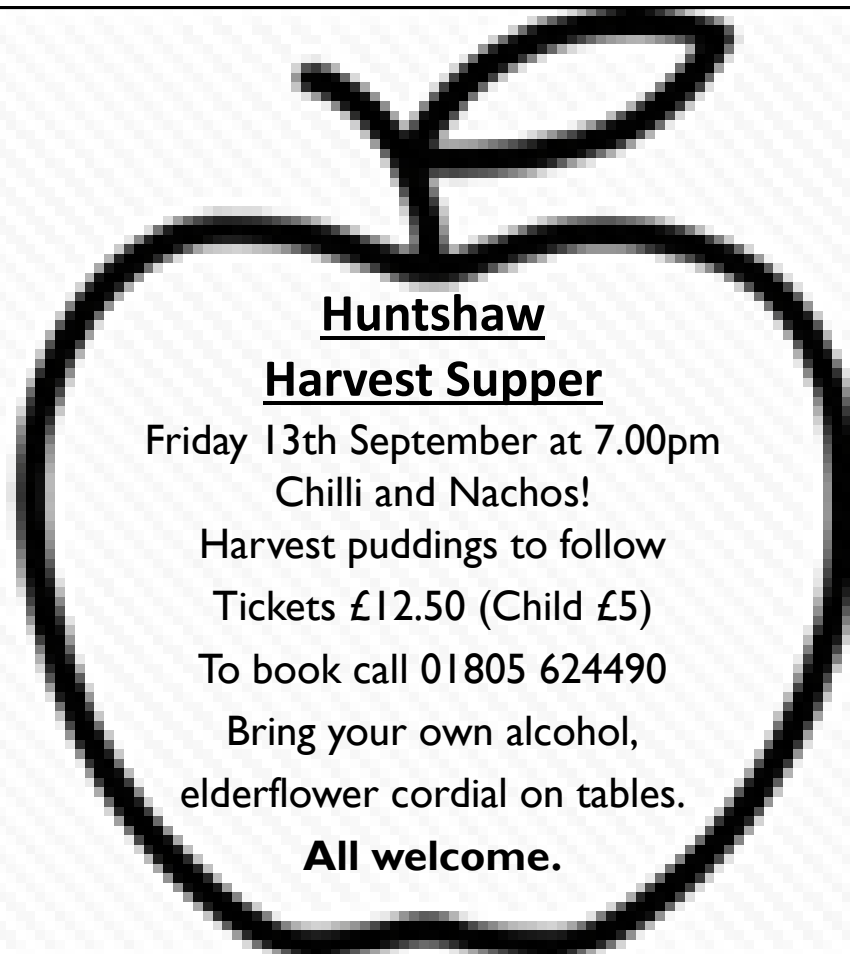 Huntshaw
Harvest Supper
Friday 13th September at 7.00pm
Chilli and Nachos!
Harvest puddings to follow
Tickets £12.50 (Child £5)
To book call 01805 624490
Bring your own alcohol,
elderflower cordial on tables.
All welcome.